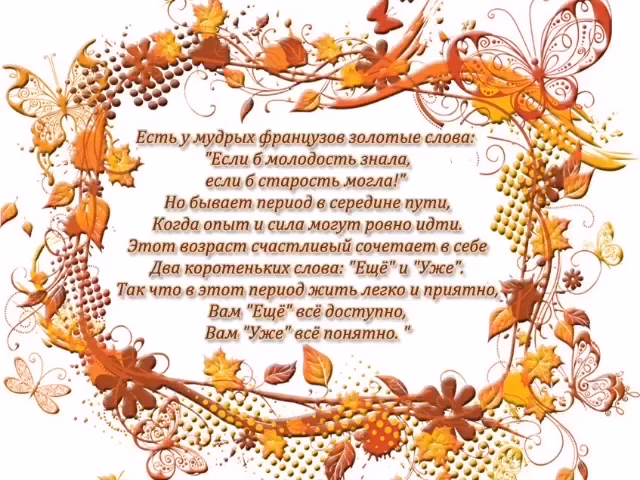 Есть у мудрых французов золотые слова:
"Если б молодость знала,
если б старость могла!"
Но бывает период в середине пути,
Когда опыт и сила могут ровно идти.
Этот возраст счастливый сочетает в себе
Два коротеньких слова: "Ещё" и "Уже".
Так что в этот период жить легко и приятно,
Вам "Ещё" всё доступно,
Вам "Уже" всё понятно. "